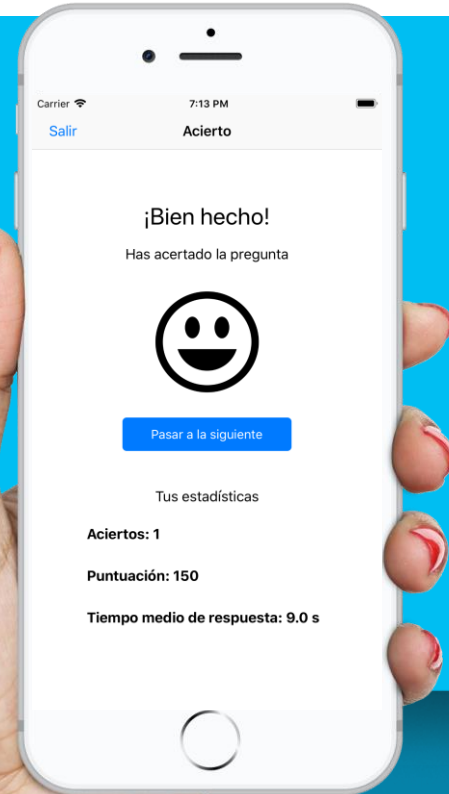 Carrier 7:13 PM
Salir Acierto
¡Bien hecho!
Has acertado la pregunta
Pasar a la siguiente
Tus estadísticas
Aciertos: 1
Puntuación: 150
Tiempo medio de respuesta: 9.0 s